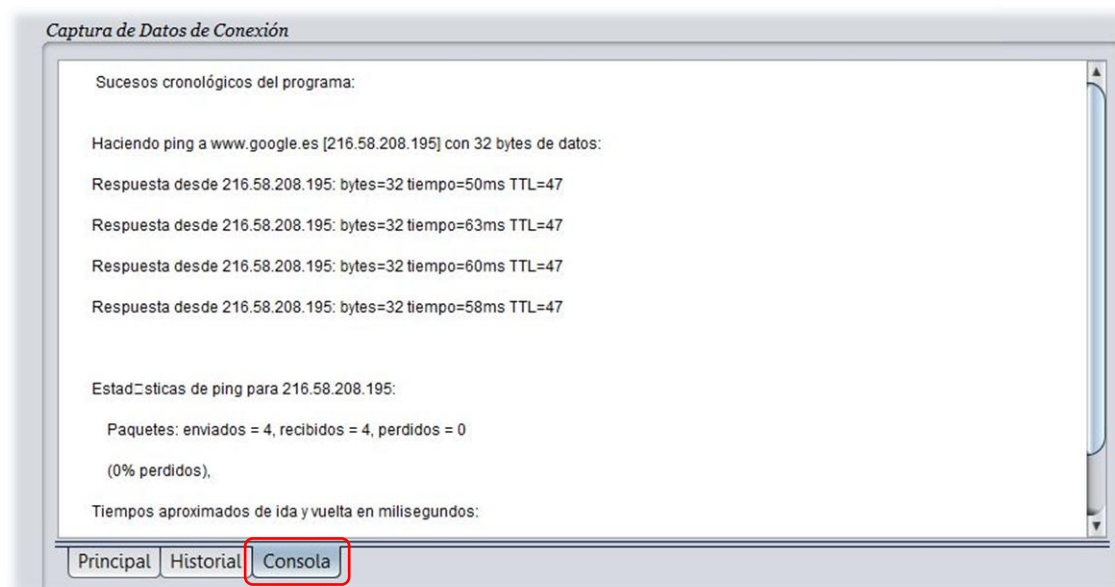 Captura de Datos de Conexión
Sucesos cronológicos del programa:
Haciendo ping a www.google.es [216.58.208.195] con 32 bytes de datos:
Respuesta desde 216.58.208.195: bytes=32 tiempo=50ms TTL=47
Respuesta desde 216.58.208.195: bytes=32 tiempo=63ms TTL=47
Respuesta desde 216.58.208.195: bytes=32 tiempo=60ms TTL=47
Respuesta desde 216.58.208.195: bytes=32 tiempo=58ms TTL=47
Estad□sticas de ping para 216.58.208.195:
Paquetes: enviados = 4, recibidos = 4, perdidos = 0
(0% perdidos),
Tiempos aproximados de ida y vuelta en milisegundos:
Principal Historial Consola